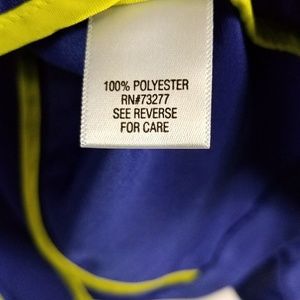 100% POLYESTER
RN#73277
SEE REVERSE
FOR CARE